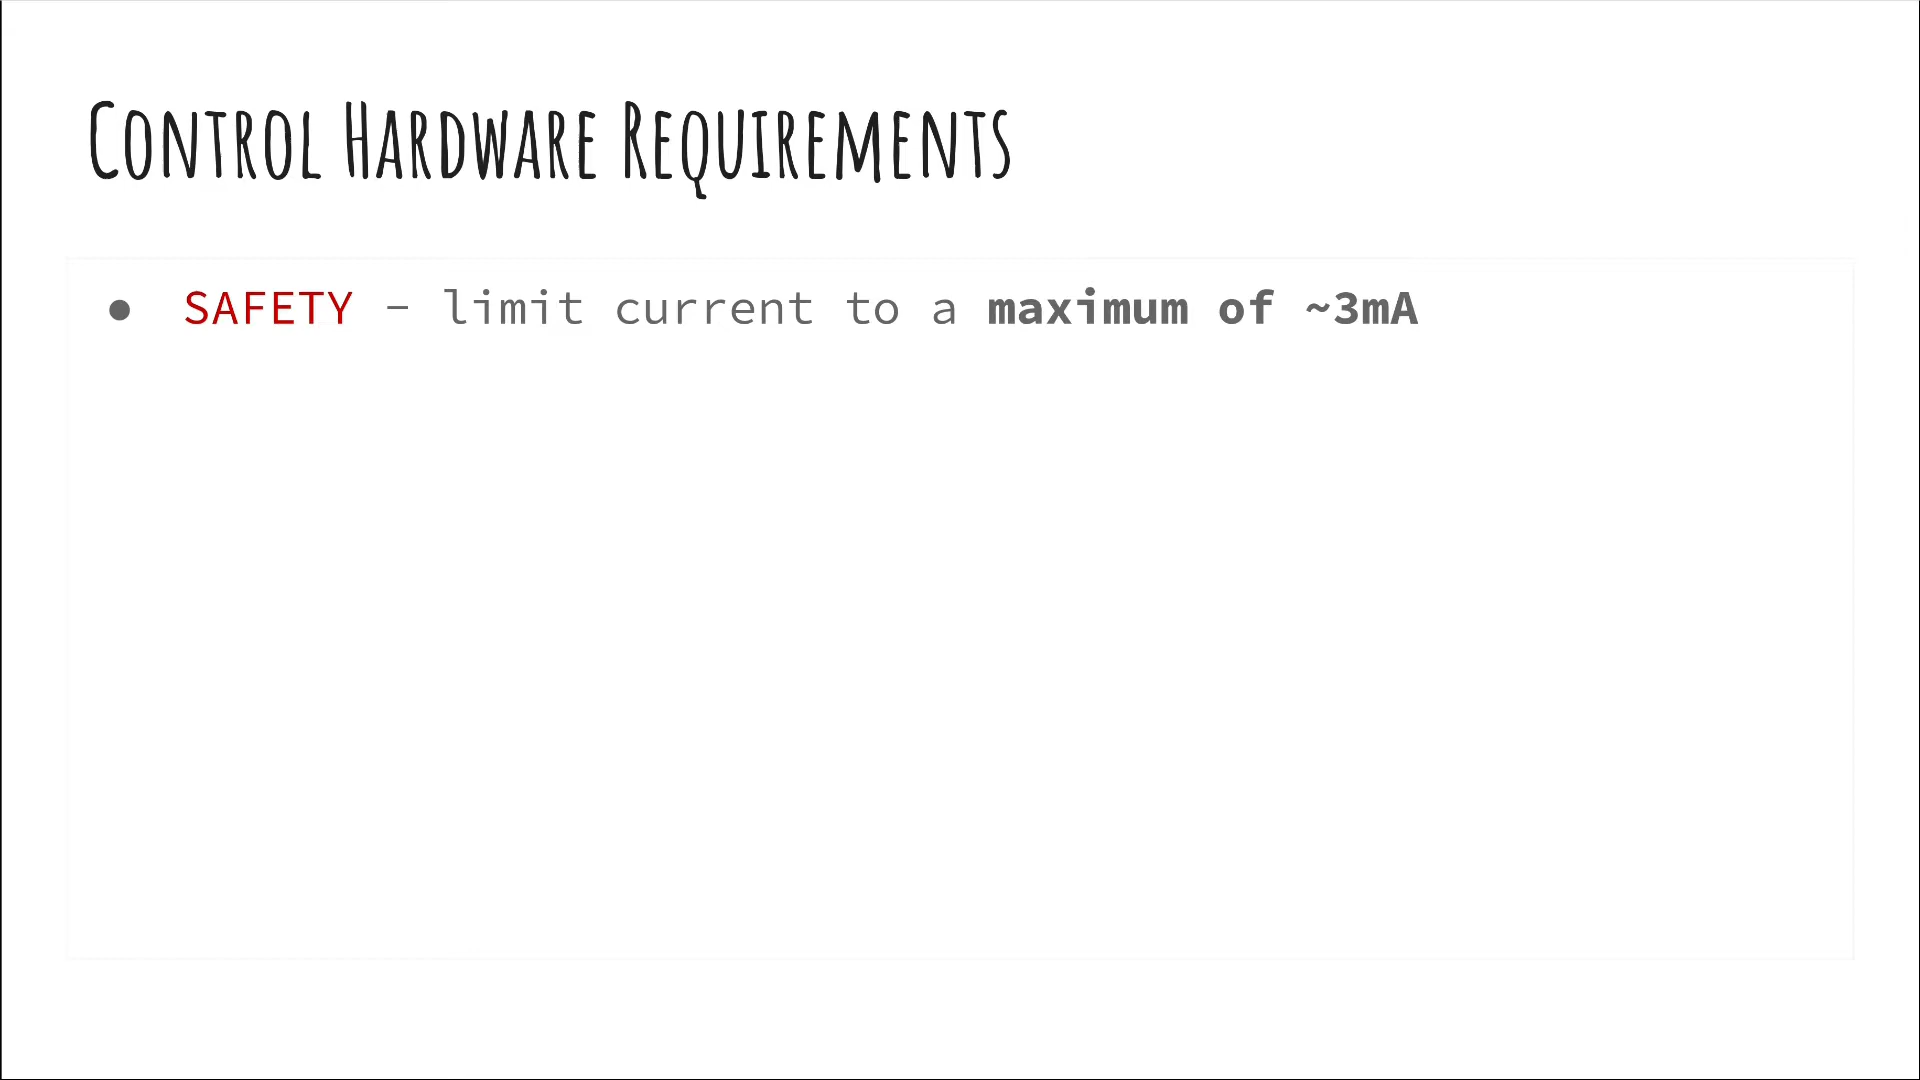 Control Hardware Requirements
● SAFETY - limit current to a maximum of ~3mA